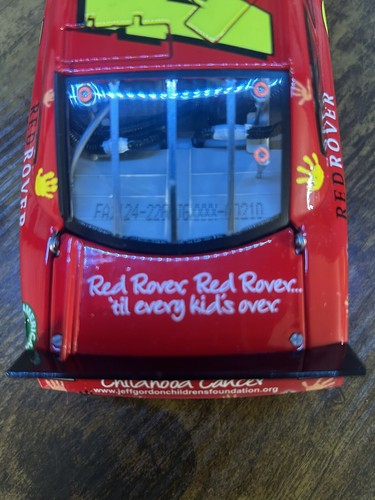 RED ROVER
RED ROVER
Red Rover, Red Rover...
'til every kid's over.
Childhood Cancer
www.jeffgordonchildrensfoundation.org